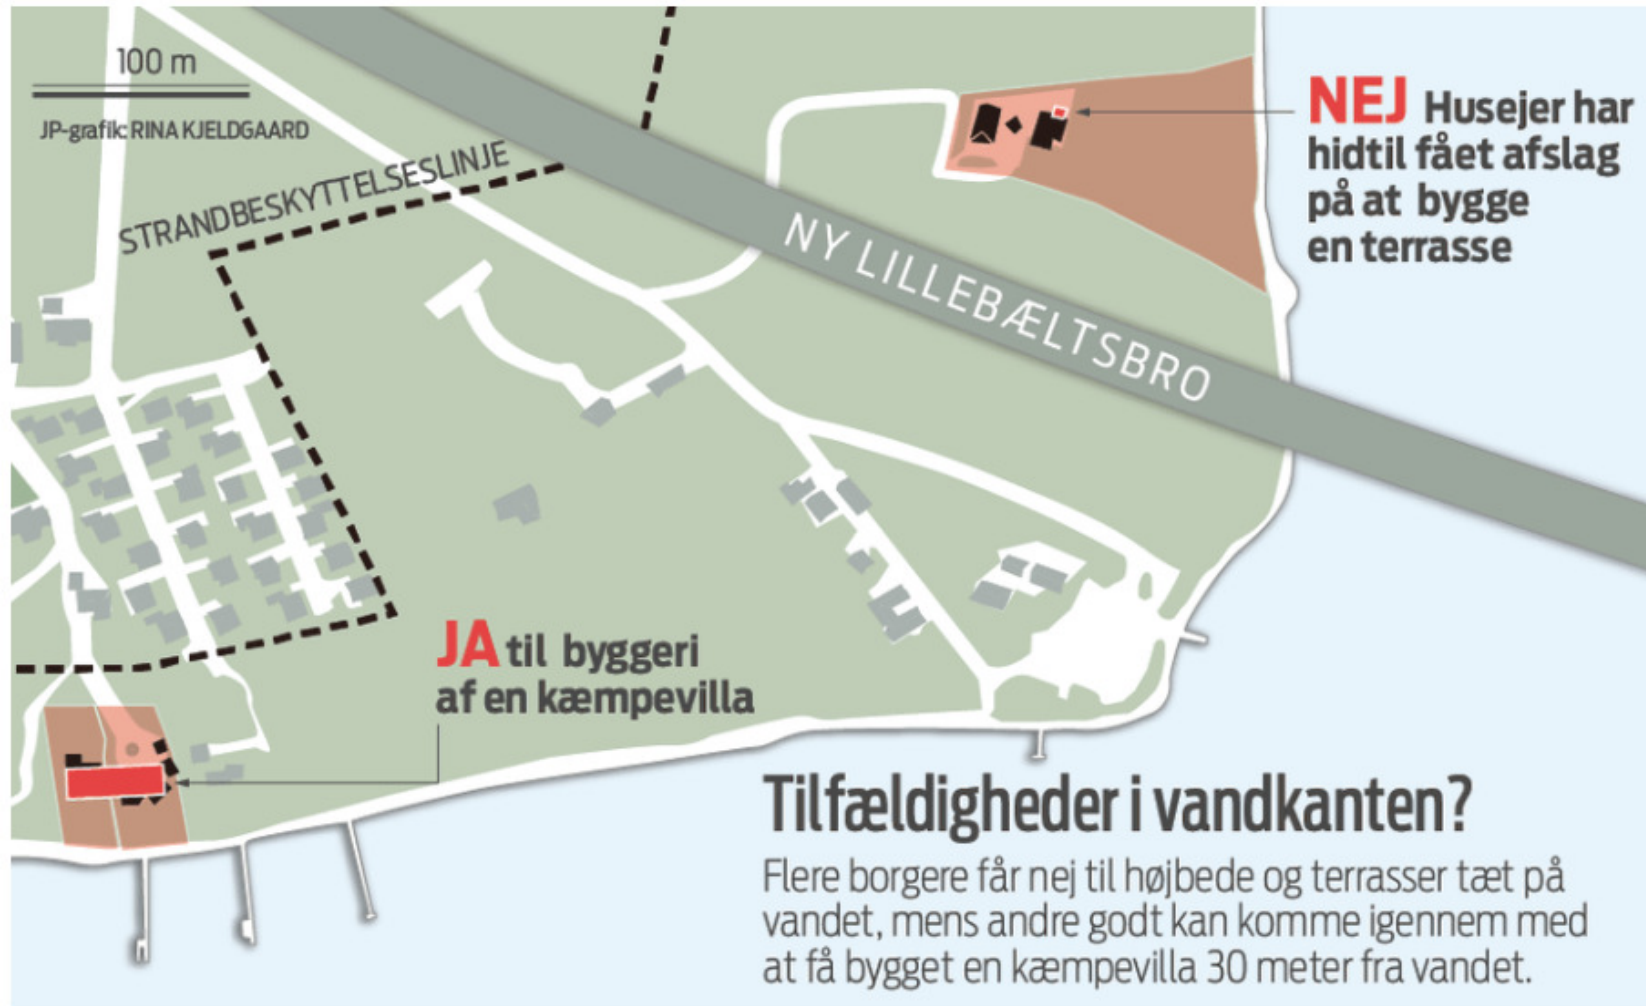 100 m
JP-grafik: RINA KJELDGAARD
STRANDBESKYTTELSESLINJE
NY LILLEBÆLTSBRO
NEJ Husejer har
hidtil fået afslag
på at bygge
en terrasse
JA til byggeri
af en kæmpevilla
Tilfældigheder i vandkanten?
Flere borgere får nej til højbede og terrasser tæt på
vandet, mens andre godt kan komme igennem med
at få bygget en kæmpevilla 30 meter fra vandet.